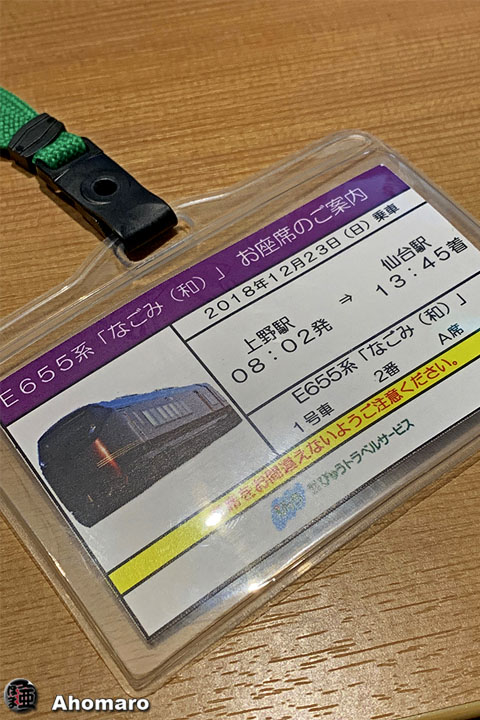 E655系「なごみ（和）」 お座席のご案内
2018年12月23日(日) 乗車
上野駅 ⇒ 仙台駅
08:02発 13:45着
E655系「なごみ（和）」
1号車 2番 A席
席をお間違えないようご注意ください。
びゅうトラベルサービス
Ahomaro